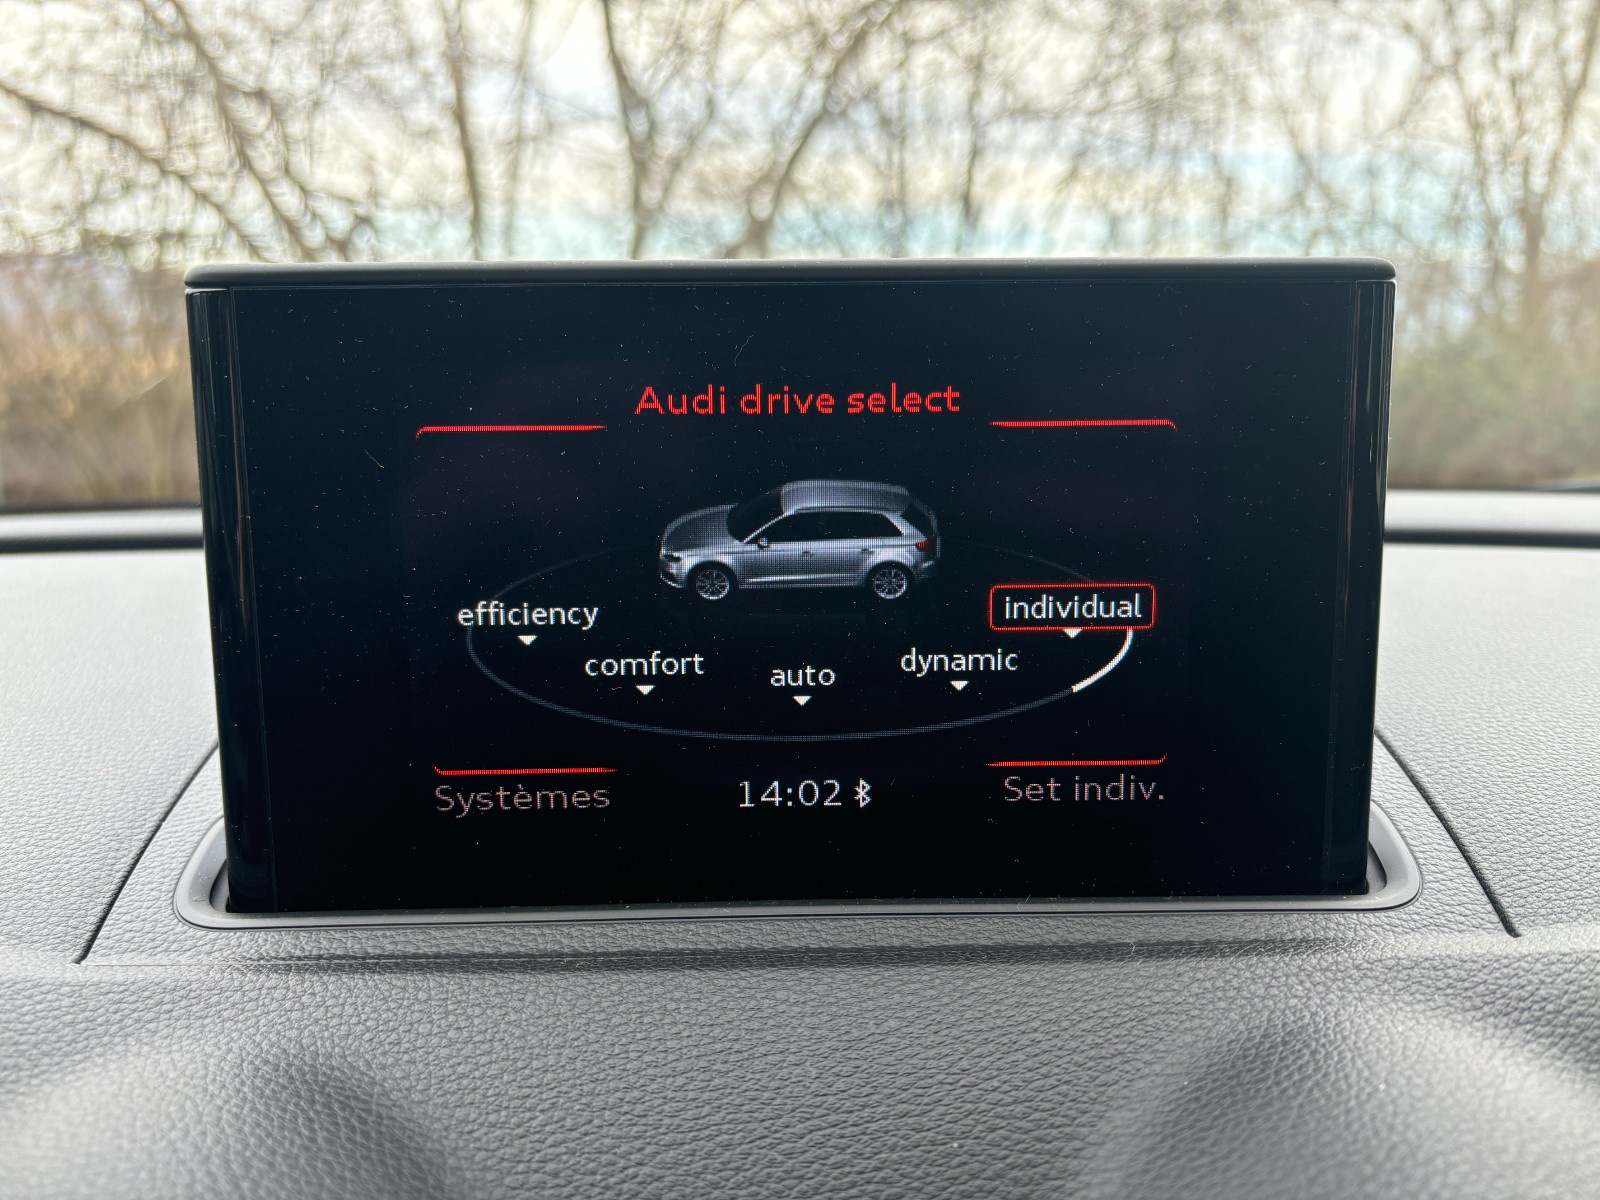 Audi drive select
efficiency
comfort
auto
dynamic
individual
Systèmes
14:02
Set indiv.